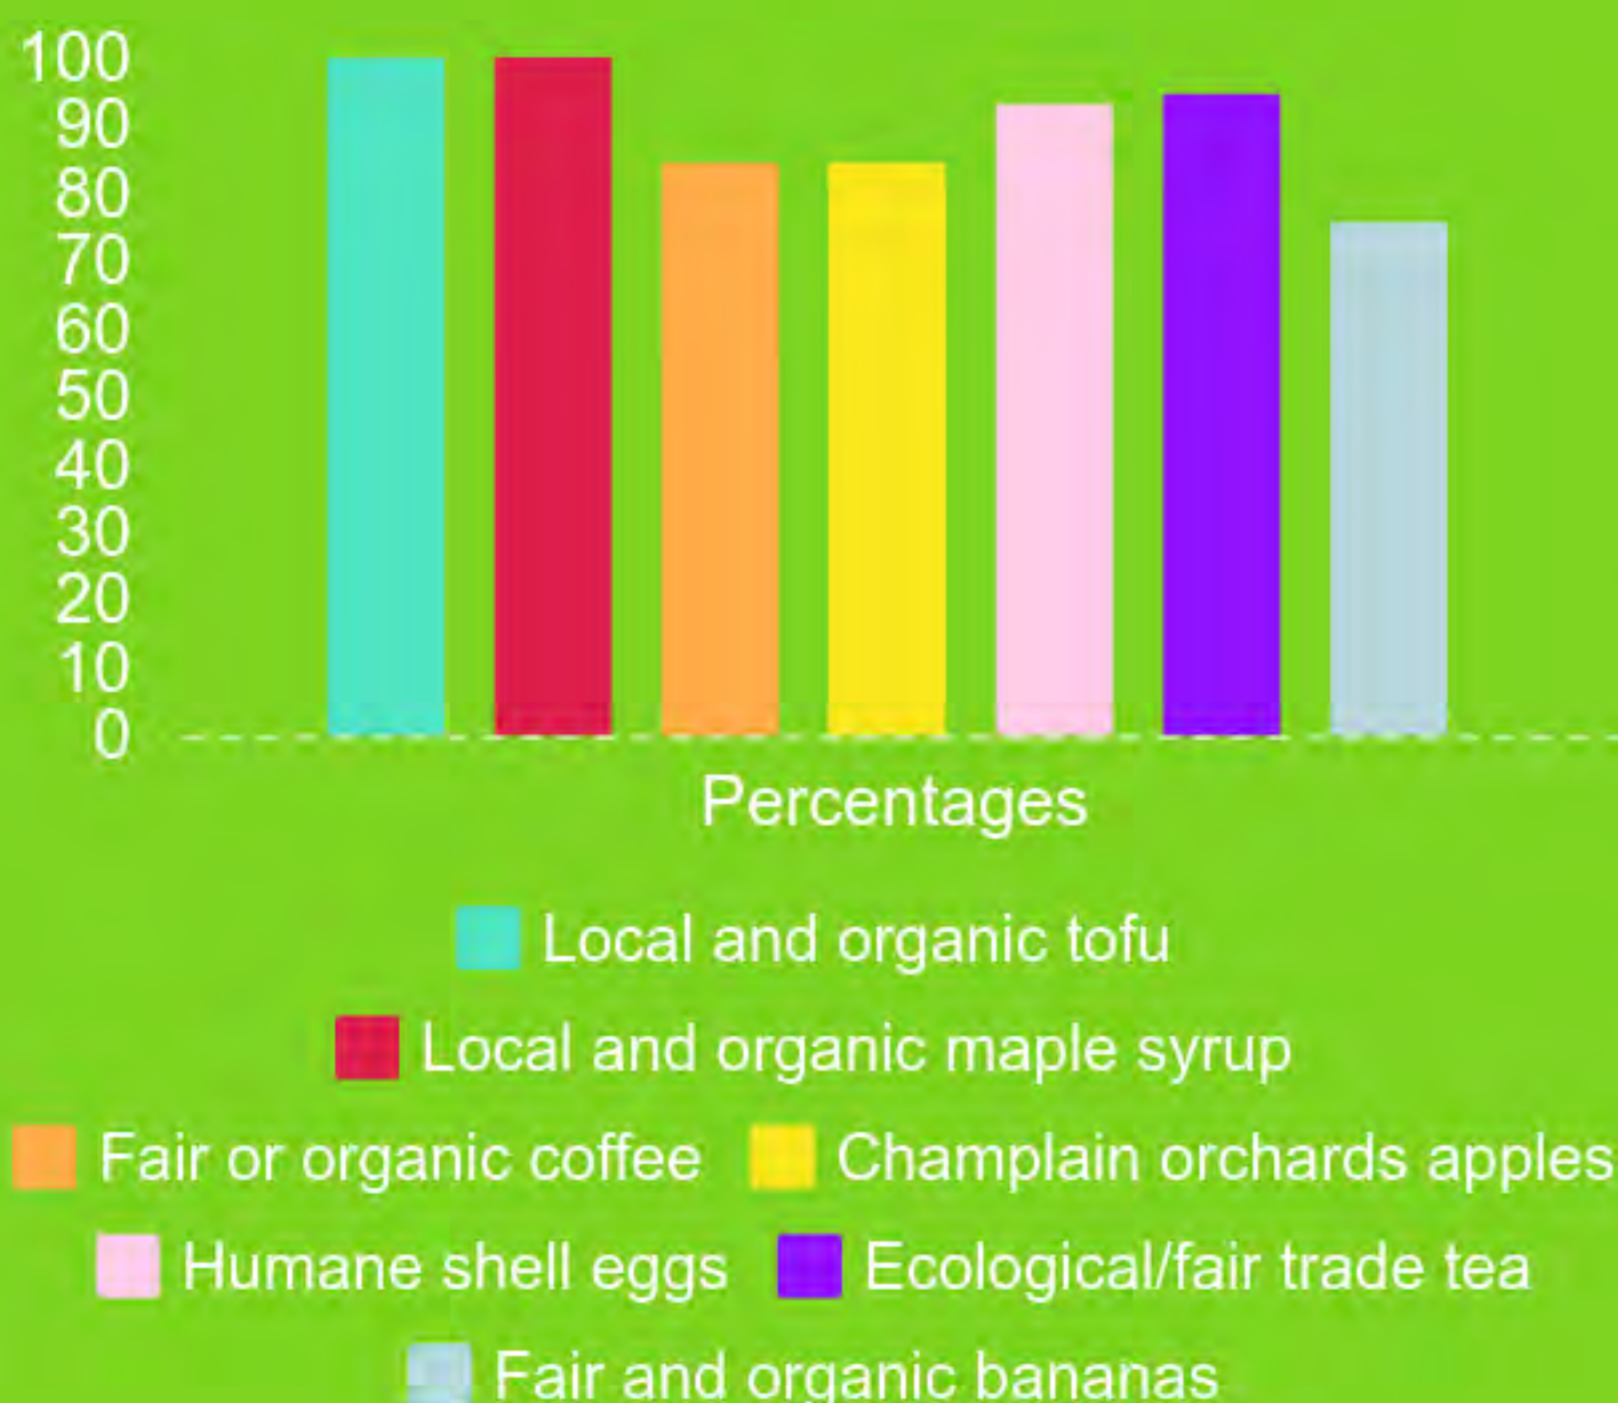 100
90
80
70
60
50
40
30
20
10
0
Percentages
Local and organic tofu
Local and organic maple syrup
Fair or organic coffee Champlain orchards apples
Humane shell eggs Ecological/fair trade tea
Fair and organic bananas